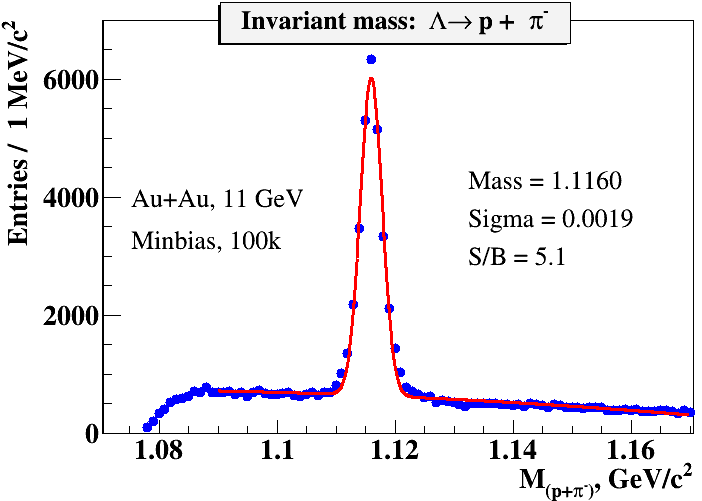 Invariant mass: Λ→ p + π⁻
Entries / 1 MeV/c²
6000
4000
2000
0
Au+Au, 11 GeV
Minbias, 100k
Mass = 1.1160
Sigma = 0.0019
S/B = 5.1
1.08 1.1 1.12 1.14 1.16
M(p+π⁻), GeV/c²